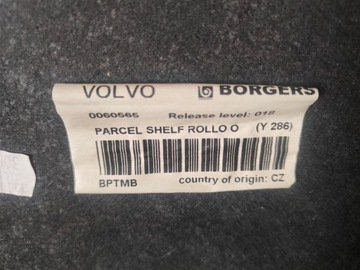 VOLVO BORGERS
0060565 Release level: 018
PARCEL SHELF ROLLO O (Y 286)
BPTMB country of origin: CZ